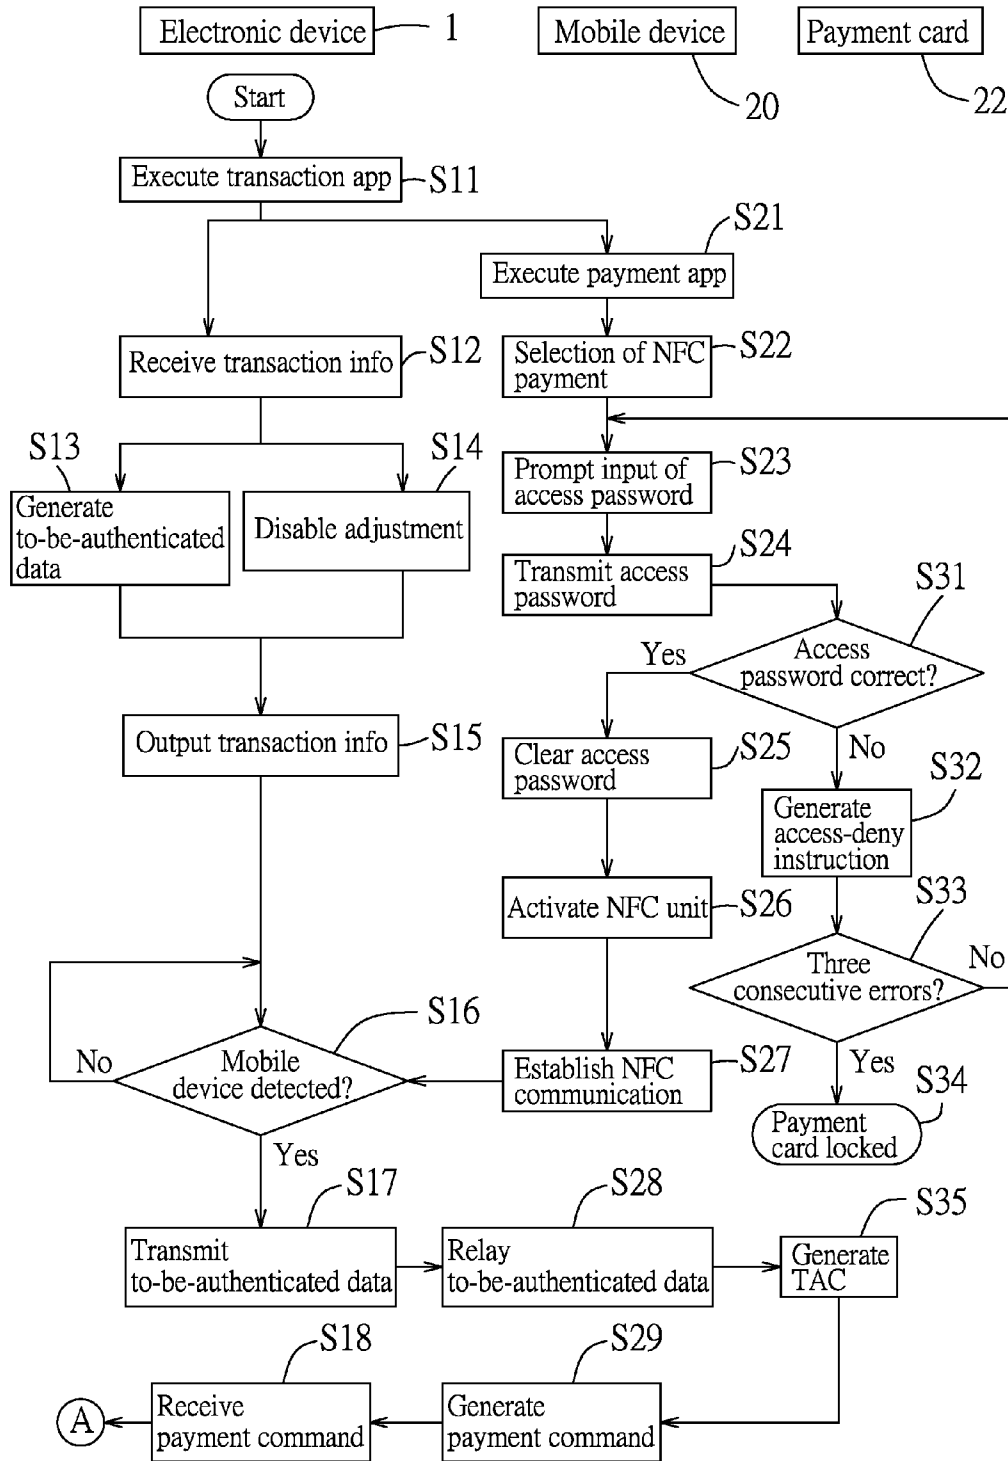 Electronic device
1
Mobile device
20
Payment card
22
Start
Execute transaction app
S11
S21
Execute payment app
Receive transaction info
S12
Selection of NFC
payment
S22
S13
Generate
to-be-authenticated
data
S14
Disable adjustment
Prompt input of
access password
S23
Transmit access
password
S24
S31
Access
password correct?
Yes
No
Output transaction info
S15
Clear access
password
S25
S32
Generate
access-deny
instruction
Activate NFC unit
S26
S33
Three
consecutive errors?
No
Yes
S16
Mobile
device detected?
No
Yes
Establish NFC
communication
S27
S34
Payment
card locked
S17
Transmit
to-be-authenticated data
S28
Relay
to-be-authenticated data
S35
Generate
TAC
S18
Receive
payment command
S29
Generate
payment command
A